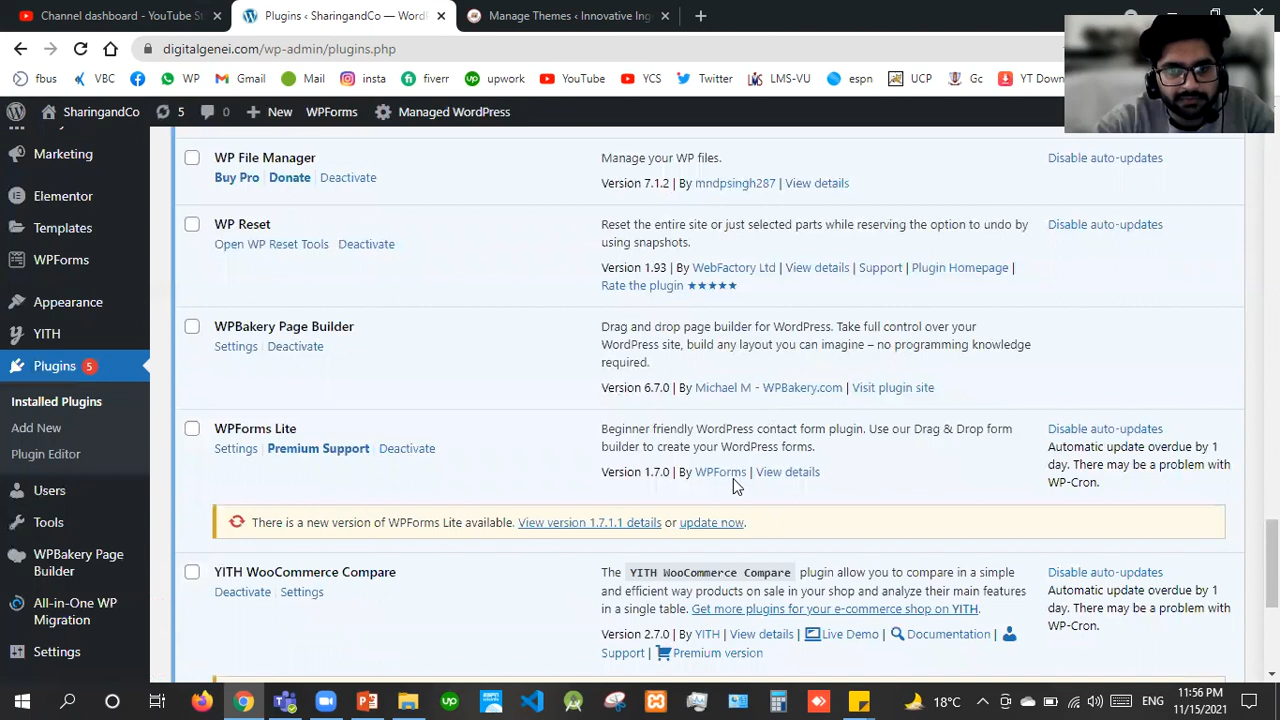 Channel dashboard - YouTube S
Plugins ‹ SharingandCo — Word
Manage Themes ‹ Innovative Ing
digitalgenei.com/wp-admin/plugins.php
fbus VBC WP Gmail Mail insta fiverr upwork YouTube YCS Twitter LMS-VU espn UCP Gc YT Down
SharingandCo 5 0 New WPForms Managed WordPress
Marketing
Elementor
Templates
WPForms
Appearance
YITH
Plugins 5
Installed Plugins
Add New
Plugin Editor
Users
Tools
WPBakery Page
Builder
All-in-One WP
Migration
Settings
WP File Manager
Buy Pro | Donate | Deactivate
Manage your WP files.
Version 7.1.2 | By mndpsingh287 | View details
Disable auto-updates
WP Reset
Open WP Reset Tools | Deactivate
Reset the entire site or just selected parts while reserving the option to undo by
using snapshots.
Version 1.93 | By WebFactory Ltd | View details | Support | Plugin Homepage |
Rate the plugin ★★★★★
Disable auto-updates
WPBakery Page Builder
Settings | Deactivate
Drag and drop page builder for WordPress. Take full control over your
WordPress site, build any layout you can imagine – no programming knowledge
required.
Version 6.7.0 | By Michael M - WPBakery.com | Visit plugin site
WPForms Lite
Settings | Premium Support | Deactivate
Beginner friendly WordPress contact form plugin. Use our Drag & Drop form
builder to create your WordPress forms.
Version 1.7.0 | By WPForms | View details
Disable auto-updates
Automatic update overdue by 1
day. There may be a problem with
WP-Cron.
There is a new version of WPForms Lite available. View version 1.7.1.1 details or update now.
YITH WooCommerce Compare
Deactivate | Settings
The YITH WooCommerce Compare plugin allow you to compare in a simple
and efficient way products on sale in your shop and analyze their main features
in a single table. Get more plugins for your e-commerce shop on YITH.
Version 2.7.0 | By YITH | View details | Live Demo | Documentation |
Support | Premium version
Disable auto-updates
Automatic update overdue by 1
day. There may be a problem with
WP-Cron.
18°C
ENG
11:56 PM
11/15/2021